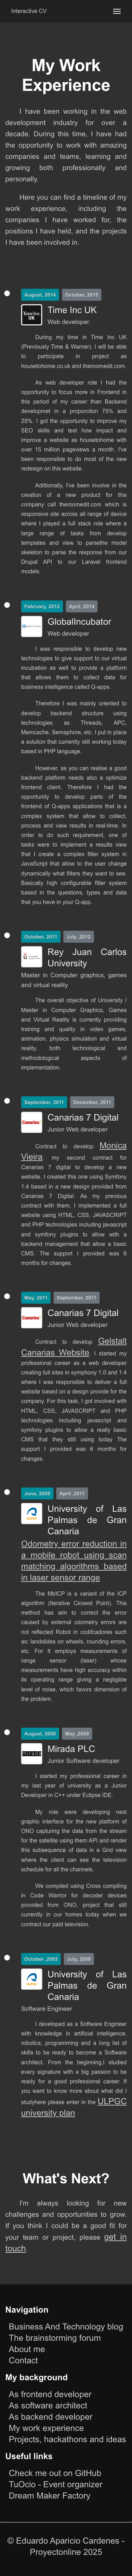 Interactive CV
My Work
Experience
I have been working in the web
development industry for over a
decade. During this time, I have had
the opportunity to work with amazing
companies and teams, learning and
growing both professionally and
personally.
Here you can find a timeline of my
work experience, including the
companies I have worked for, the
positions I have held, and the projects
I have been involved in.
August, 2014
October, 2015
Time Inc UK
Web developer.
During my time in Time Inc UK
(Previously Time & Warner). I will be able
to participate in project as
housetohome.co.uk and theroomedit.com.
As web developer role I had the
opportunity to focus more in Frontend in
this period of my career than Backend
development in a proporciton 75% and
25%. I took the opportunity to improve my
SEO skills and test how impact and
improve a website as housetohome with
over 15 million pageviews a month. I've
been responsible to do most of the new
redesign on this website.
Aditionally, I've been involve in the
creation of a new product for this
company call theroomedit.com which is
responsive site across all range of device
where I played a full stack role where a
large range of tasks from develop
templates and view to parsethe model
skeleton to parse the response from our
Drupal API to our Laravel frontend
models.
February, 2012
April ,2014
GlobalIncubator
Web developer
I was responsible to develop new
technologies to give support to our virtual
incubation as well to provide a platform
that allows them to collect data for
business intelligence called Q-apps.
Therefore I was mainly oriented to
develop backend structure using
technologies as Threads, APC,
Memcache, Semaphore, etc. I put in place
a solution that currently still working today
based in PHP language.
However, as you can realise a good
backend platform needs also a optimize
frontend client. Therefore I had the
opportunity to develop parts of the
frontend of Q-apps applicants that is a
complex system that allow to collect,
process and view results in real-time. In
order to do such requirement, one of
tasks were to implement a results view
that I create a complex filter system in
JavaScript to allow to the user change
dynamically what filters they want to see.
Basically high configurable filter system
based in the questions, types and data
that you have in your Q-app.
October, 2011
July ,2012
Rey Juan Carlos
University
Master in Computer graphics, games
and virtual reality
The overall objective of University /
Master in Computer Graphics, Games
and Virtual Reality is currently providing
training and quality in video games,
animation, physics simulation and virtual
reality, both technological and
methodological aspects of
implementation.
September, 2011
December, 2011
Canarias 7 Digital
Junior Web developer
Contract to develop Monica
Vieira, my second contract for
Canarias 7 digital to develop a new
website. I created this one using Symfony
1.4 based in a new design provided from
Canarias 7 Digital. As my previous
contract with them, I implemented a full
website using HTML, CSS, JAVASCRIPT
and PHP technologies including javascript
and symfony plugins to allow with a
backend management that allow a basic
CMS. The support I provided was 6
months for changes.
May, 2011
September, 2011
Canarias 7 Digital
Junior Web developer
Contract to develop Gelstalt
Canarias Website. I started my
professional career as a web developer
creating full sites in symphony 1.0 and 1.4
where I was responsible to deliver a full
website based on a design provide for the
company. For this task, I got involved with
HTML, CSS, JAVASCRIPT and PHP
technologies including javascript and
symfony plugins to allow a really basic
CMS that they still using today The
support I provided was 6 months for
changes.
June, 2009
April ,2011
University of Las
Palmas de Gran
Canaria
Odometry error reduction in
a mobile robot using scan
matching algorithms based
in laser sensor range
The MbICP is a variant of the ICP
algorithm (Iterative Closest Point). This
method has aim to correct the error
caused by external odometry errors are
not reflected Robot in codifcadores such
as: landslides on wheels, rounding errors,
etc. For It employs measurements of
range sensor (laser) whose
measurements have high accuracy within
its operating range giving a negligible
level of noise, which favors dimension of
the problem.
August, 2008
May ,2009
Mirada PLC
Junior Software developer
I started my professional career in
my last year of university as a Junior
Developer in C++ under Eclipse IDE.
My role were developing next
graphic interface for the new platform of
ONO caturing the data from the stream
for the satellite using them API and render
this subsequence of data in a Grid view
where the client can see the television
shedule for all the channels.
We compiled using Cross compiling
in Code Warrior for decoder devices
provided from ONO, project that still
currently in our homes today when we
contract our paid television.
October ,2003
July, 2008
University of Las
Palmas de Gran
Canaria
Software Engineer
I developed as a Software Engineer
with knowledge in artificial intelligence,
robotics, programming and a long list of
skills to be ready to become a Software
architect. From the beginning,I studied
every signature with a big passion to be
ready for a good professional career. If
you want to know more about what did I
studyhere please enter in the ULPGC
university plan
What's Next?
I'm always looking for new
challenges and opportunities to grow.
If you think I could be a good fit for
your team or project, please get in
touch.
Navigation
Business And Technology blog
The brainstorming forum
About me
Contact
My background
As frontend developer
As software architect
As backend developer
My work experience
Projects, hackathons and ideas
Useful links
Check me out on GitHub
TuOcio - Event organizer
Dream Maker Factory
© Eduardo Aparicio Cardenes -
Proyectonline 2025